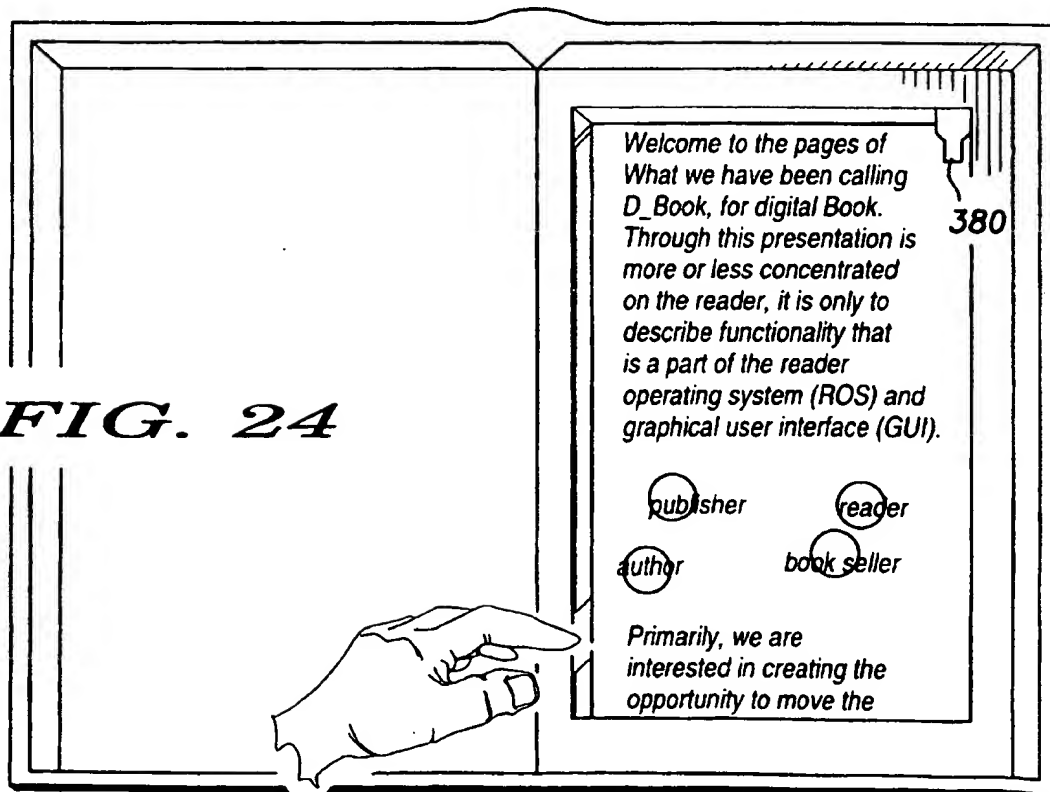 Welcome to the pages of
What we have been calling
D_Book, for digital Book.
Through this presentation is
more or less concentrated
on the reader, it is only to
describe functionality that
is a part of the reader
operating system (ROS) and
graphical user interface (GUI).
380
FIG. 24
publisher reader
author book seller
Primarily, we are
interested in creating the
opportunity to move the